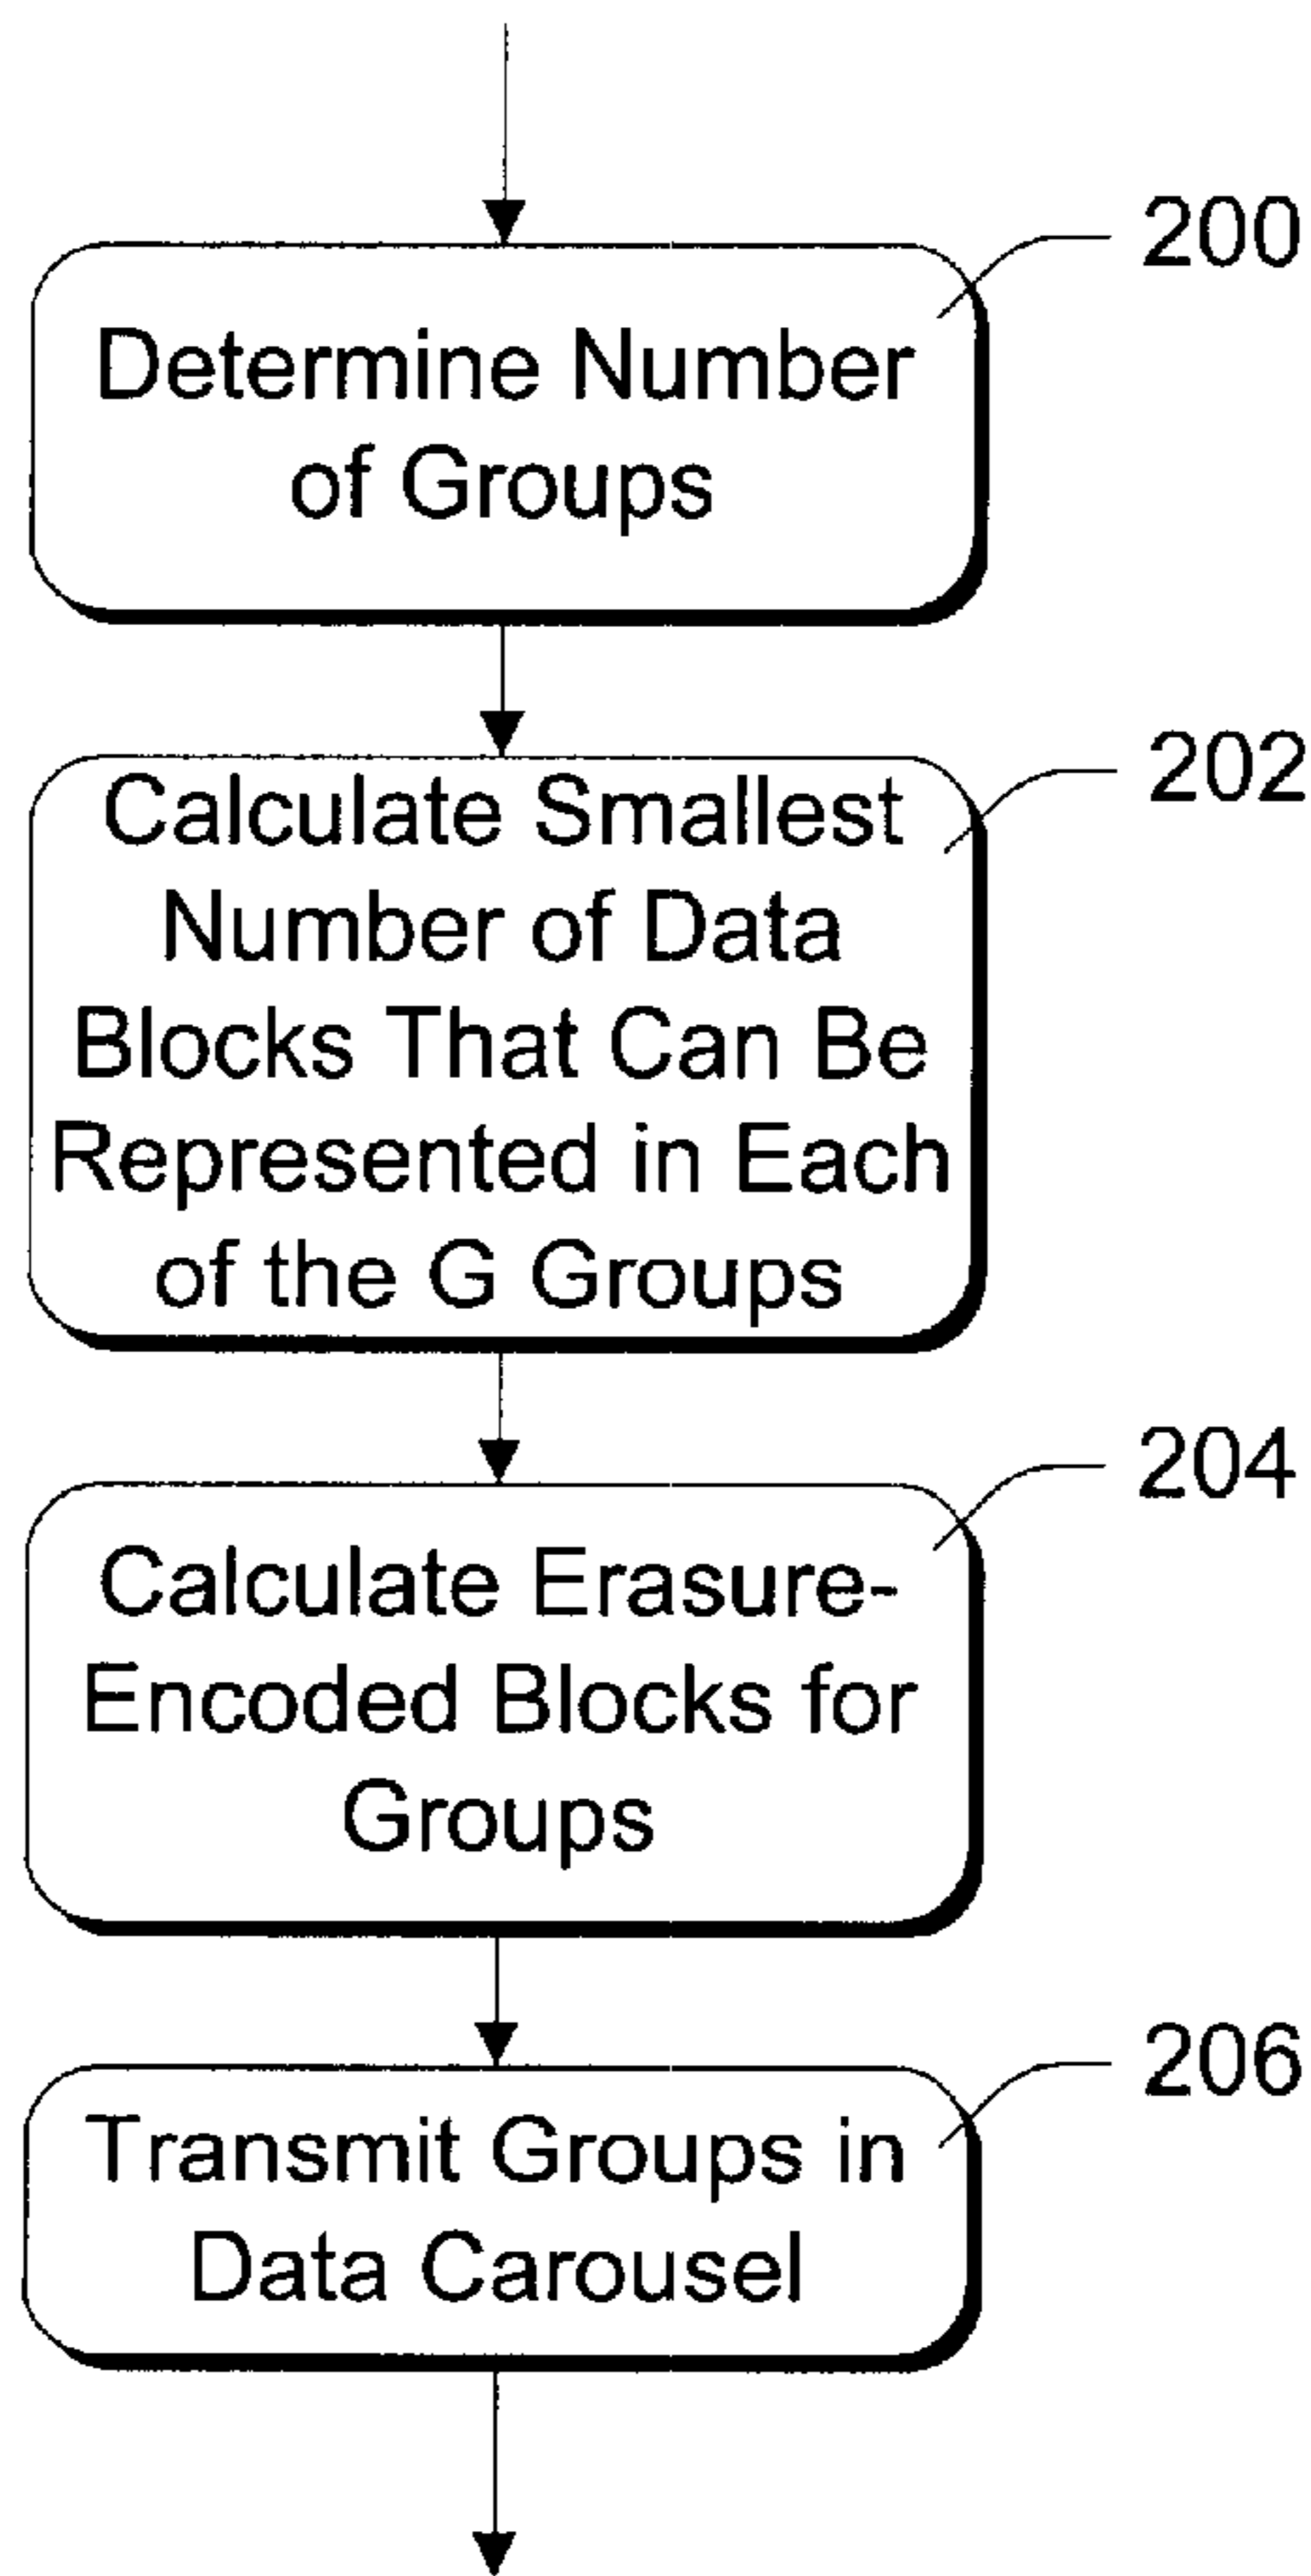 200
Determine Number
of Groups
202
Calculate Smallest
Number of Data
Blocks That Can Be
Represented in Each
of the G Groups
204
Calculate Erasure-
Encoded Blocks for
Groups
206
Transmit Groups in
Data Carousel